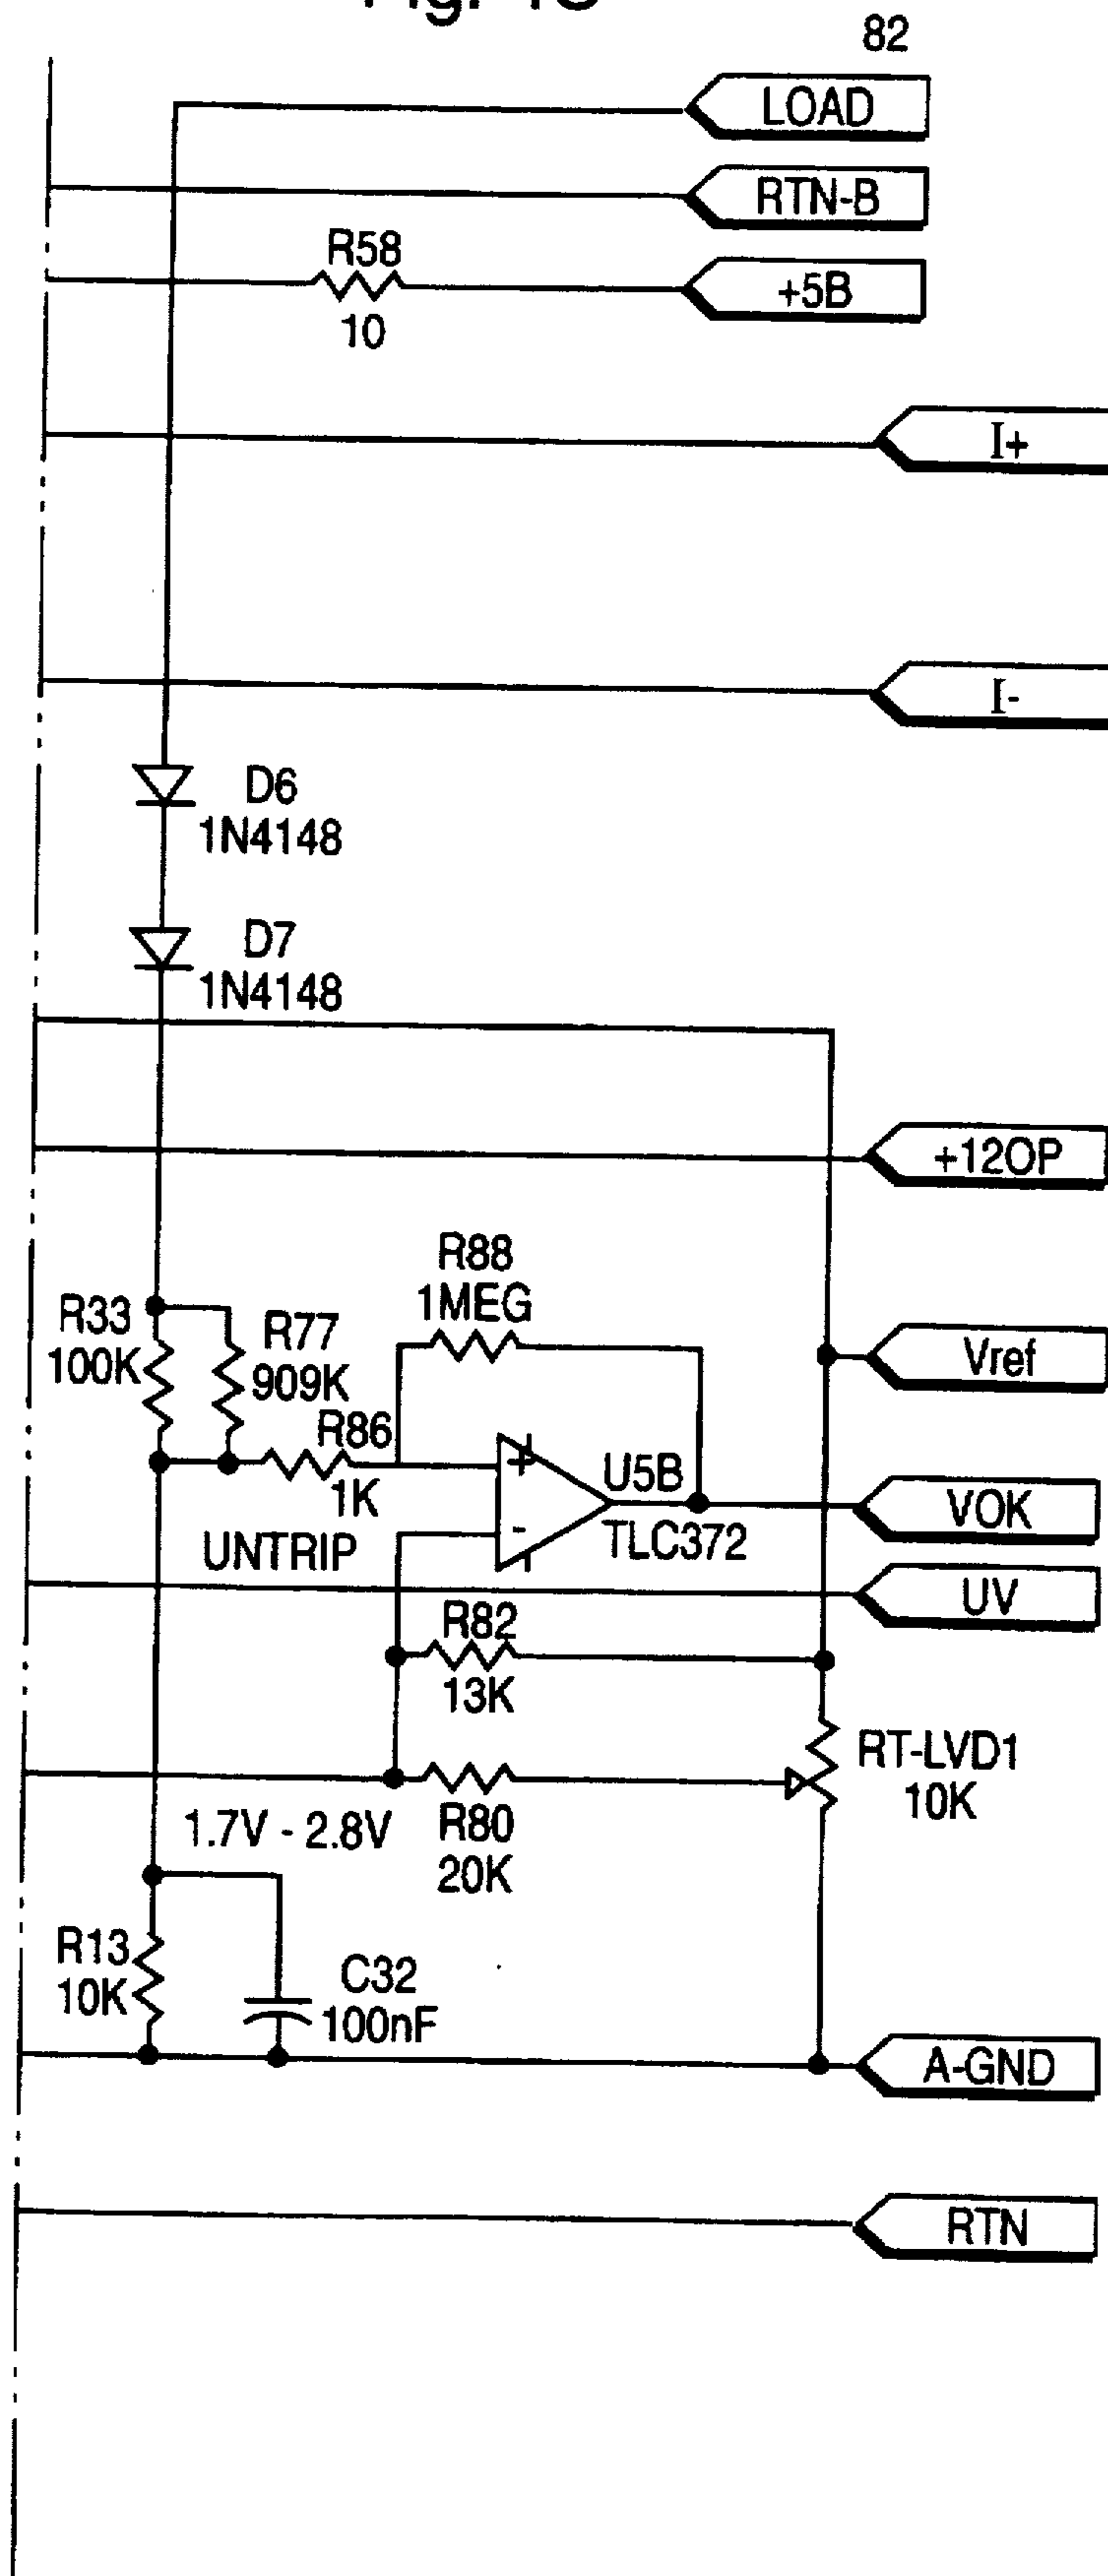 82
LOAD
RTN-B
R58
+5B
10
I+
I-
D6
1N4148
D7
1N4148
+12OP
R88
1MEG
R33
100K
R77
909K
Vref
R86
1K
+
U5B
VOK
-
TLC372
UNTRIP
UV
R82
13K
RT-LVD1
10K
1.7V - 2.8V
R80
20K
R13
10K
C32
100nF
A-GND
RTN